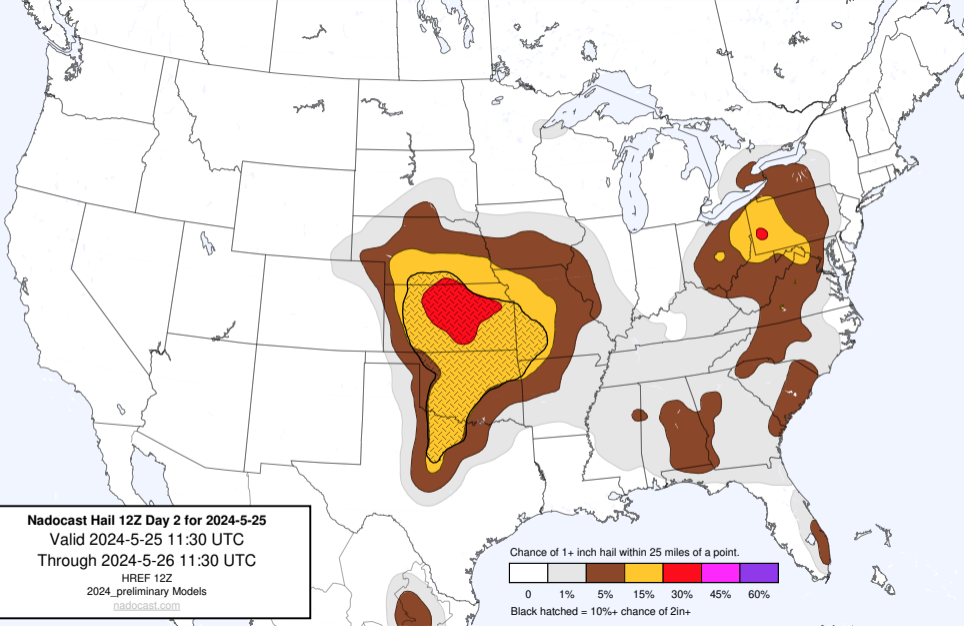 Nadocast Hail 12Z Day 2 for 2024-5-25
Valid 2024-5-25 11:30 UTC
Through 2024-5-26 11:30 UTC
HREF 12Z
2024_preliminary Models
nadocast.com
Chance of 1+ inch hail within 25 miles of a point.
0 1% 5% 15% 30% 45% 60%
Black hatched = 10%+ chance of 2in+